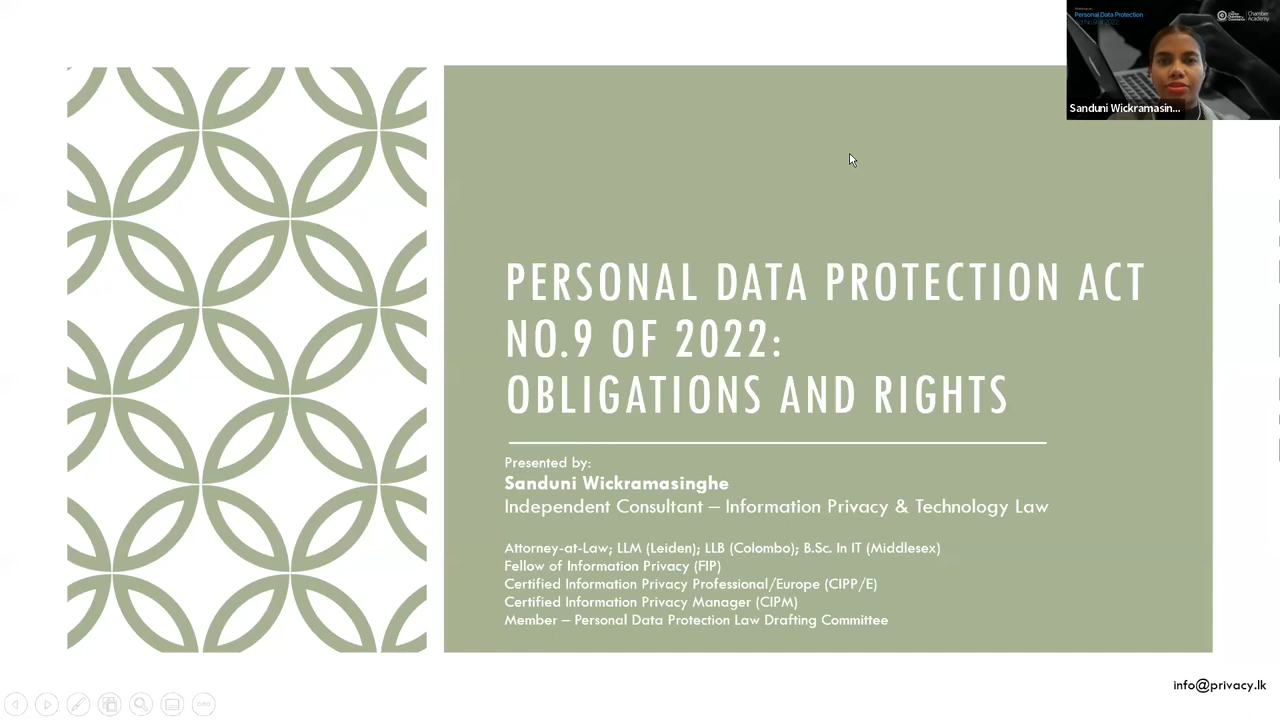 Personal Data Protection
Chamber
Academy
Sanduni Wickramasin...
PERSONAL DATA PROTECTION ACT
NO.9 OF 2022:
OBLIGATIONS AND RIGHTS
Presented by:
Sanduni Wickramasinghe
Independent Consultant – Information Privacy & Technology Law
Attorney-at-Law; LLM (Leiden); LLB (Colombo); B.Sc. In IT (Middlesex)
Fellow of Information Privacy (FIP)
Certified Information Privacy Professional/Europe (CIPP/E)
Certified Information Privacy Manager (CIPM)
Member – Personal Data Protection Law Drafting Committee
info@privacy.lk